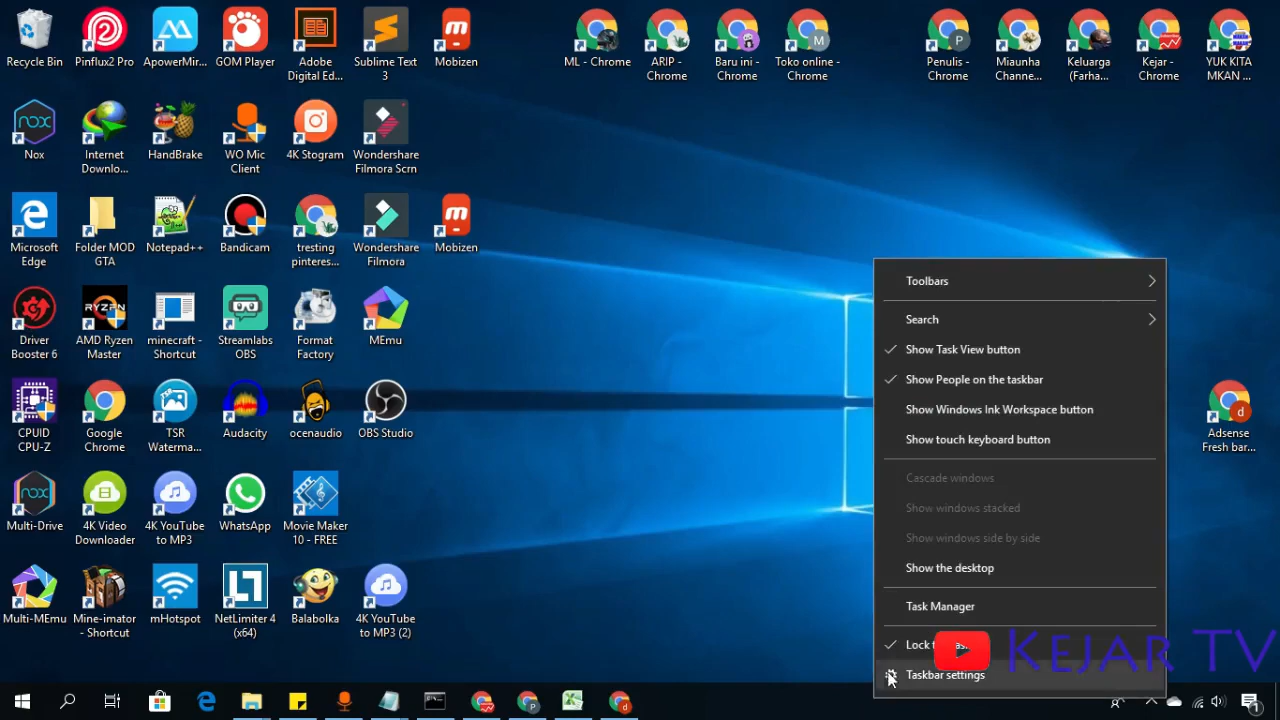 Recycle Bin
Pinflux2 Pro
ApowerMir...
GOM Player
Adobe
Digital Ed...
Sublime Text
3
Mobizen
ML - Chrome
ARIP -
Chrome
Baru ini -
Chrome
Toko online -
Chrome
Penulis -
Chrome
Miaunha
Channe...
Keluarga
(Farha...
Kejar -
Chrome
YUK KITA
MKAN ...
Nox
Internet
Downlo...
HandBrake
WO Mic
Client
4K Stogram
Wondershare
Filmora Scrn
Microsoft
Edge
Folder MOD
GTA
Notepad++
Bandicam
tresting
pinteres...
Wondershare
Filmora
Mobizen
Driver
Booster 6
AMD Ryzen
Master
minecraft -
Shortcut
Streamlabs
OBS
Format
Factory
MEmu
CPUID
CPU-Z
Google
Chrome
TSR
Waterma...
Audacity
ocenaudio
OBS Studio
Adsense
Fresh bar...
Multi-Drive
4K Video
Downloader
4K YouTube
to MP3
WhatsApp
Movie Maker
10 - FREE
Multi-MEmu
Mine-imator
- Shortcut
mHotspot
NetLimiter 4
(x64)
Balabolka
4K YouTube
to MP3 (2)
Toolbars
Search
Show Task View button
Show People on the taskbar
Show Windows Ink Workspace button
Show touch keyboard button
Cascade windows
Show windows stacked
Show windows side by side
Show the desktop
Task Manager
Lock
Taskbar settings
KEJAR TV